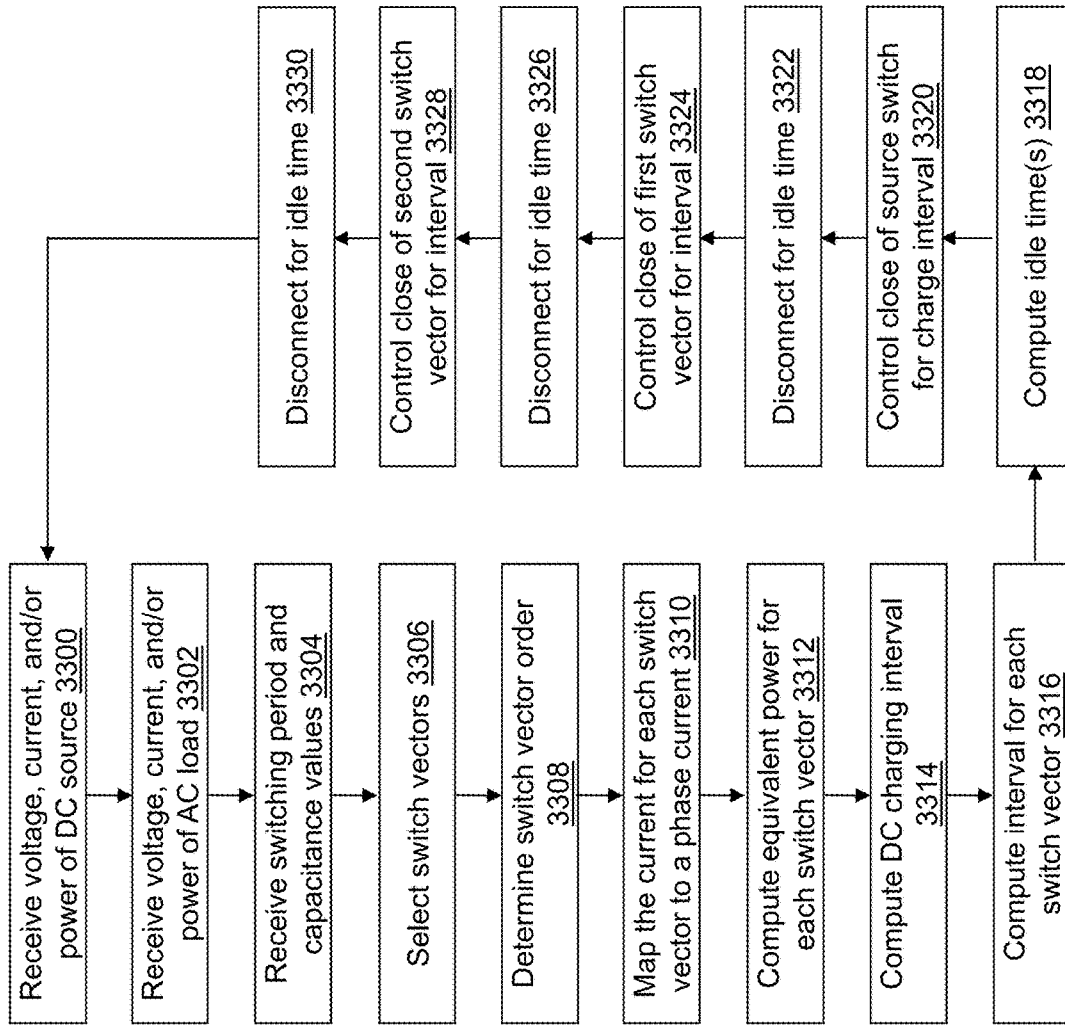 Receive voltage, current, and/or
power of DC source 3300
Receive voltage, current, and/or
power of AC load 3302
Receive switching period and
capacitance values 3304
Select switch vectors 3306
Determine switch vector order
3308
Map the current for each switch
vector to a phase current 3310
Compute equivalent power for
each switch vector 3312
Compute DC charging interval
3314
Compute interval for each
switch vector 3316
Compute idle time(s) 3318
Control close of source switch
for charge interval 3320
Disconnect for idle time 3322
Control close of first switch
vector for interval 3324
Disconnect for idle time 3326
Control close of second switch
vector for interval 3328
Disconnect for idle time 3330